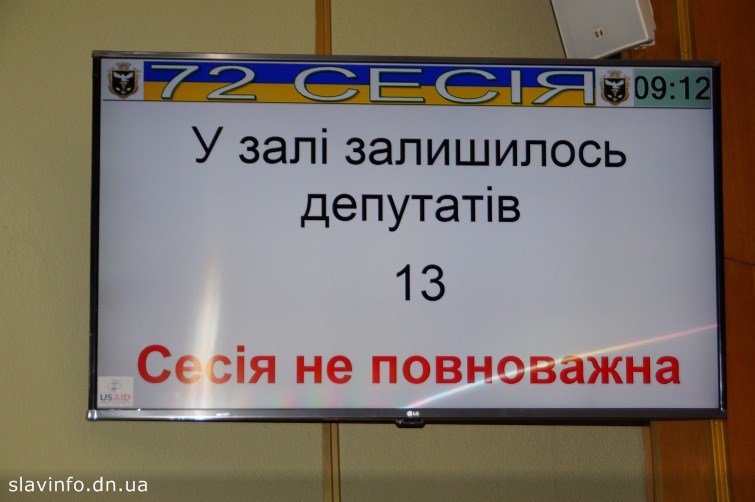 72 СЕСІЯ
09:12
У залі залишилось
депутатів
13
Сесія не повноважна
USAID
LG
slavinfo.dn.ua